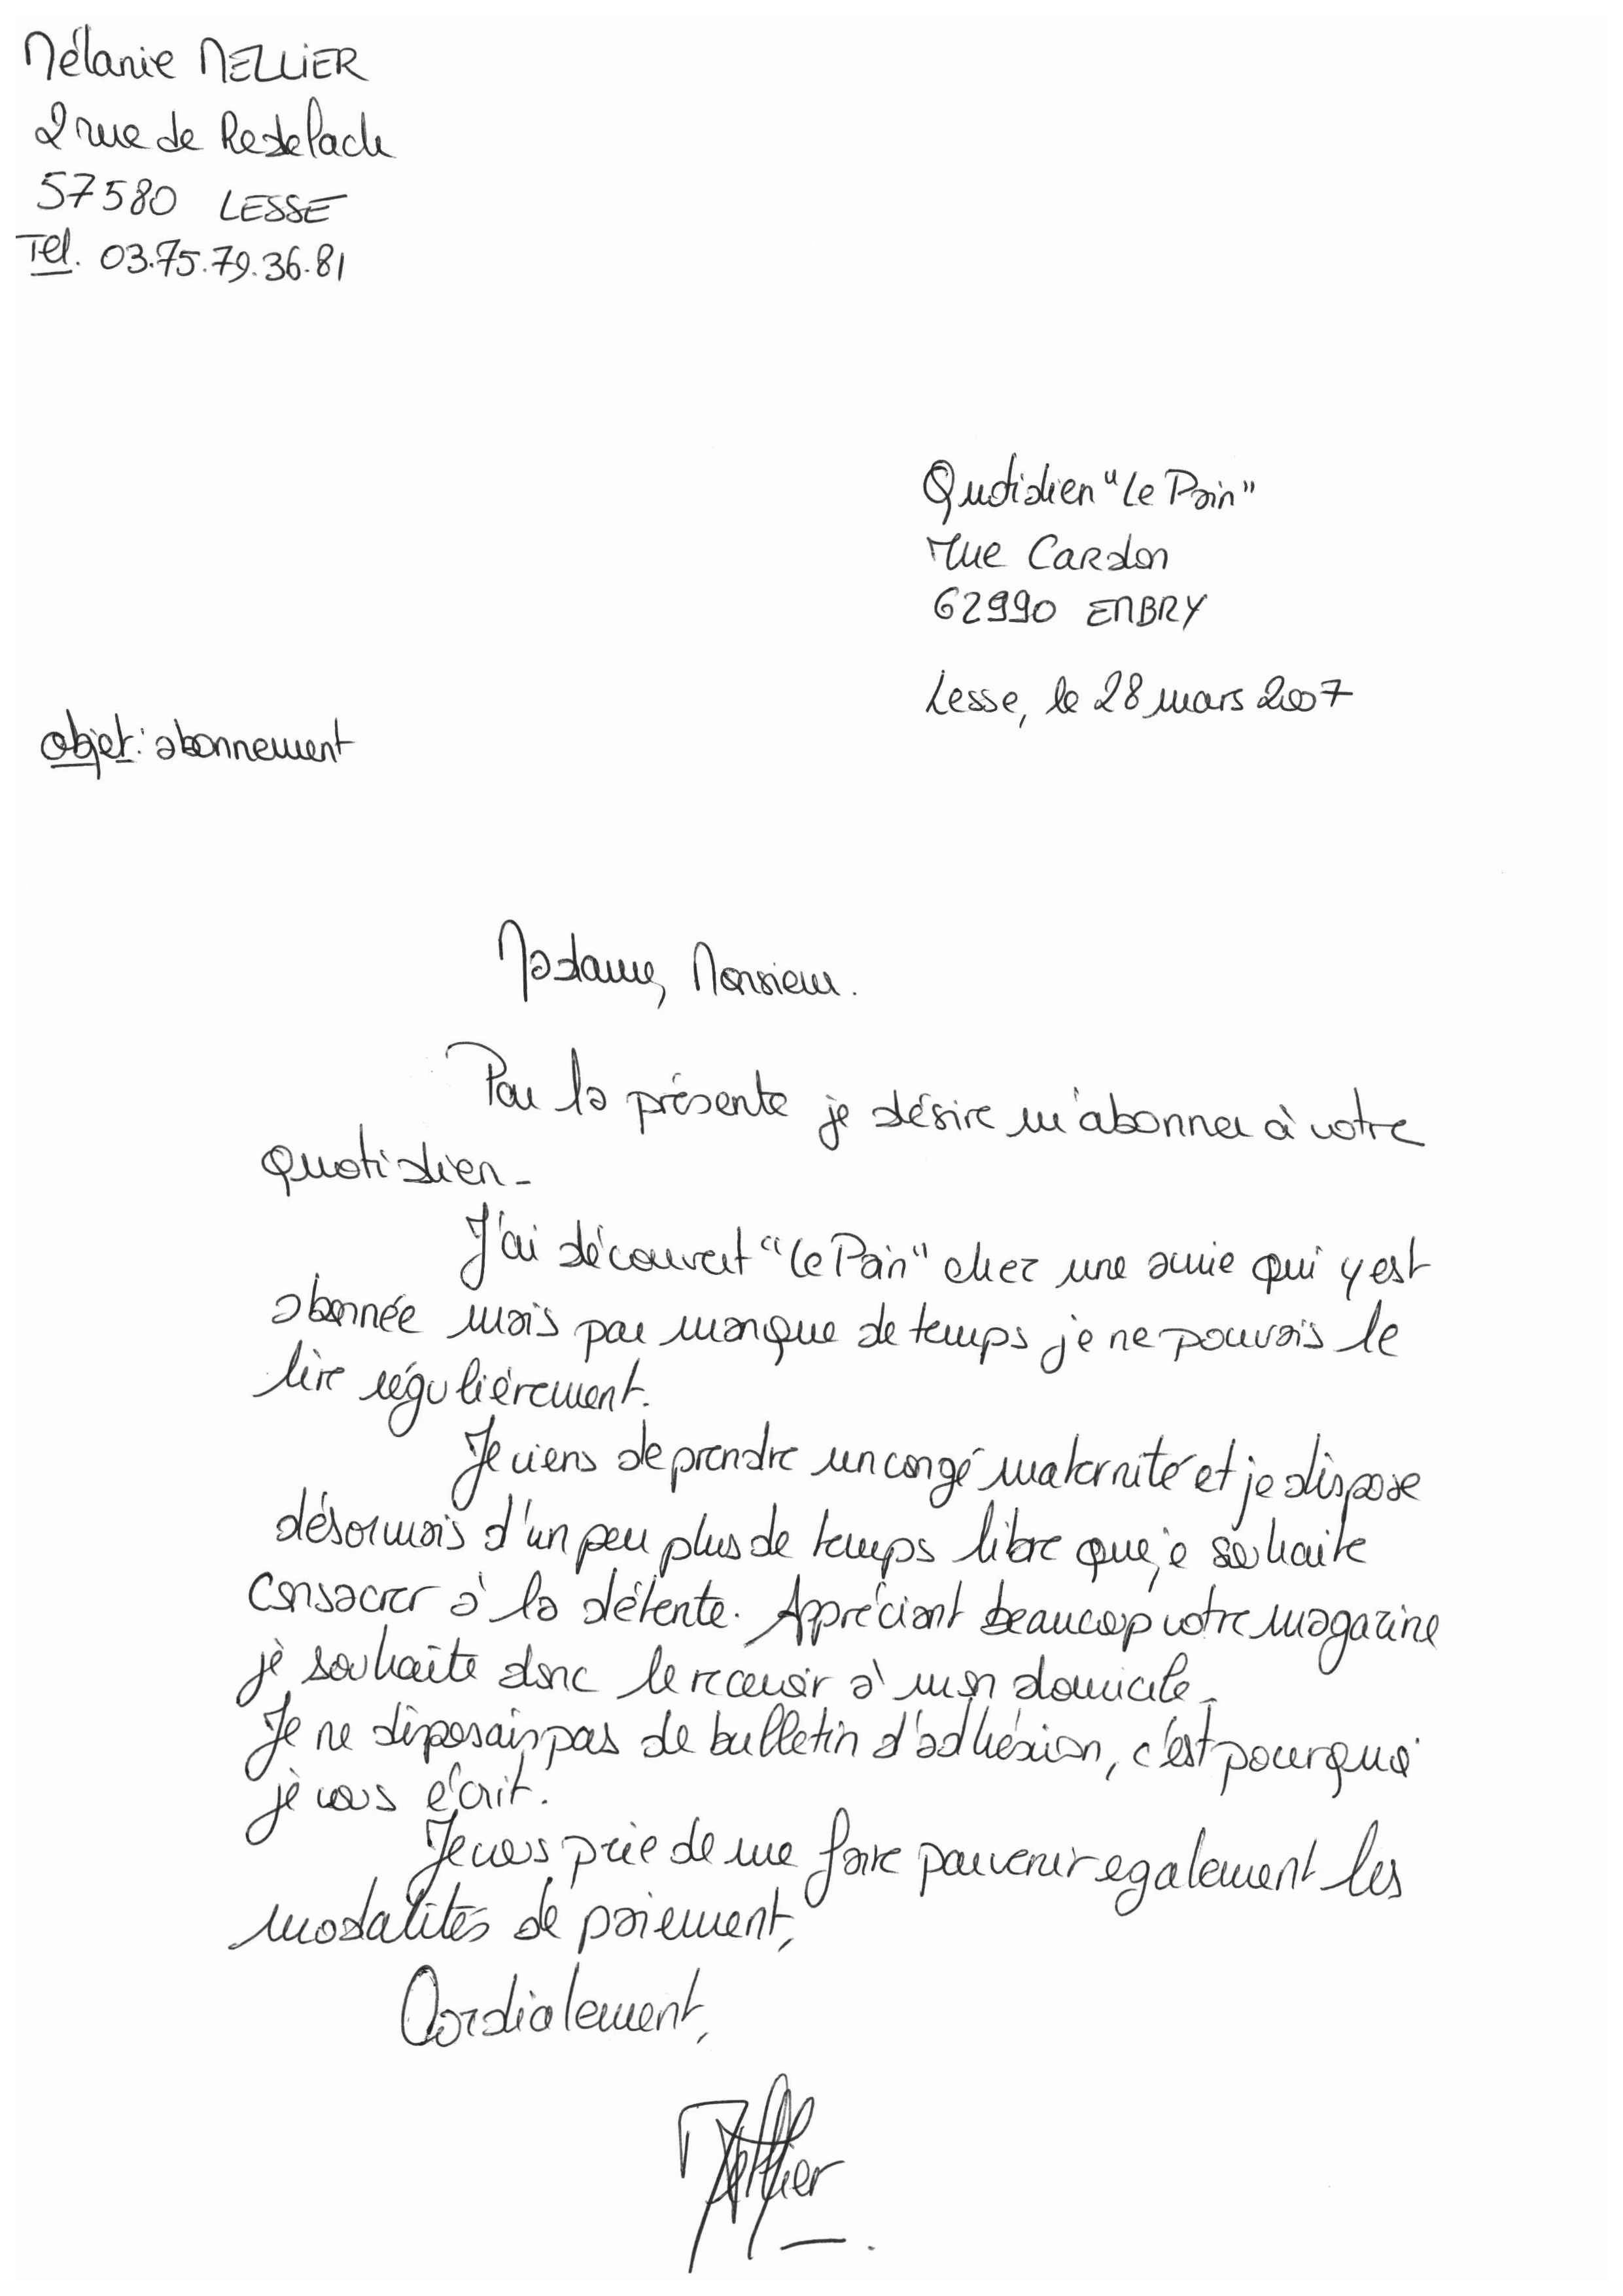 Mélanie MELLIER
2 rue de Redelach
57580 LESSE
Tel. 03.75.79.36.81
Quotidien "Le Pain"
rue Cardon
62990 EMBRY
Lesse, le 28 mars 2007
Objet : abonnement
Madame, Monsieur.
Par la présente je désire m'abonner à votre
quotidien.
J'ai découvert "Le Pain" chez une amie qui y est
abonnée mais par manque de temps je ne pouvais le
lire régulièrement.
Je viens de prendre un congé maternité et je dispose
désormais d'un peu plus de temps libre que je souhaite
consacrer à la détente. Appréciant beaucoup votre magazine
je souhaite donc le recevoir à mon domicile.
Je ne disposais pas de bulletin d'adhésion, c'est pourquoi
je vous écrit.
Je vous prie de me faire parvenir egalement les
modalités de paiement,
Cordialement,
Mellier